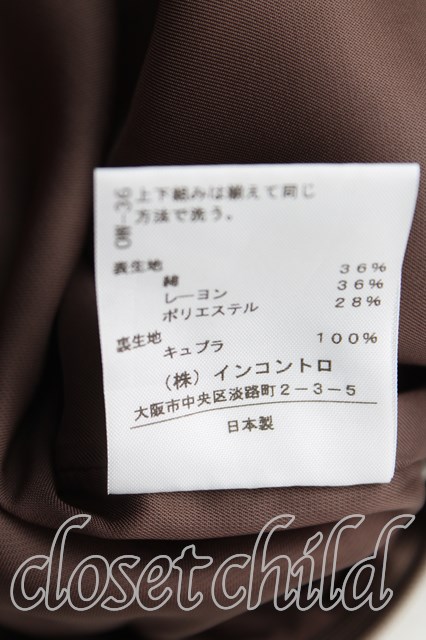 OM-36
上下組みは揃えて同じ
方法で洗う。
表生地
綿 36%
レーヨン 36%
ポリエステル 28%
裏生地
キュプラ 100%
(株)インコントロ
大阪市中央区淡路町2-3-5
日本製
closetchild